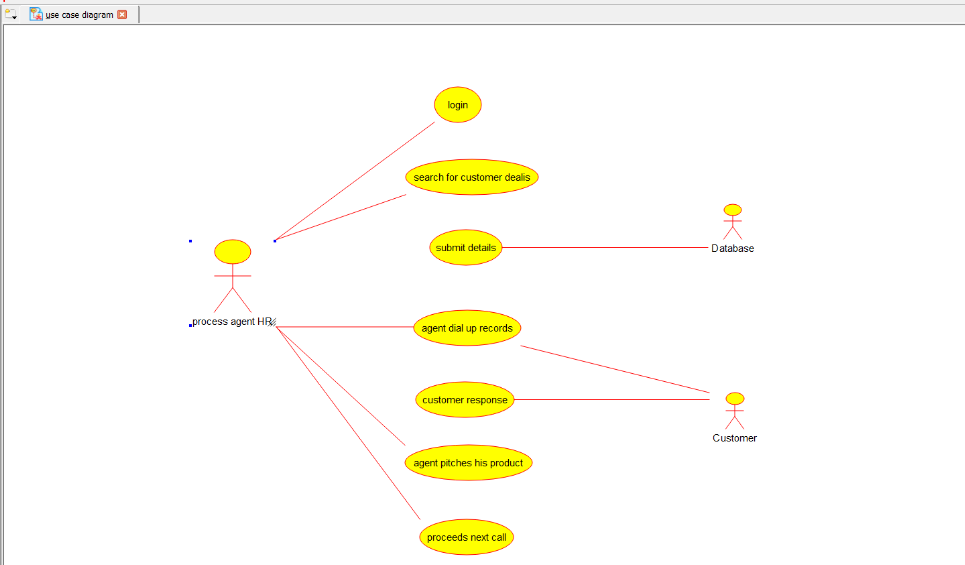 use case diagram
login
search for customer dealis
submit details
Database
process agent HR
agent dial up records
customer response
Customer
agent pitches his product
proceeds next call